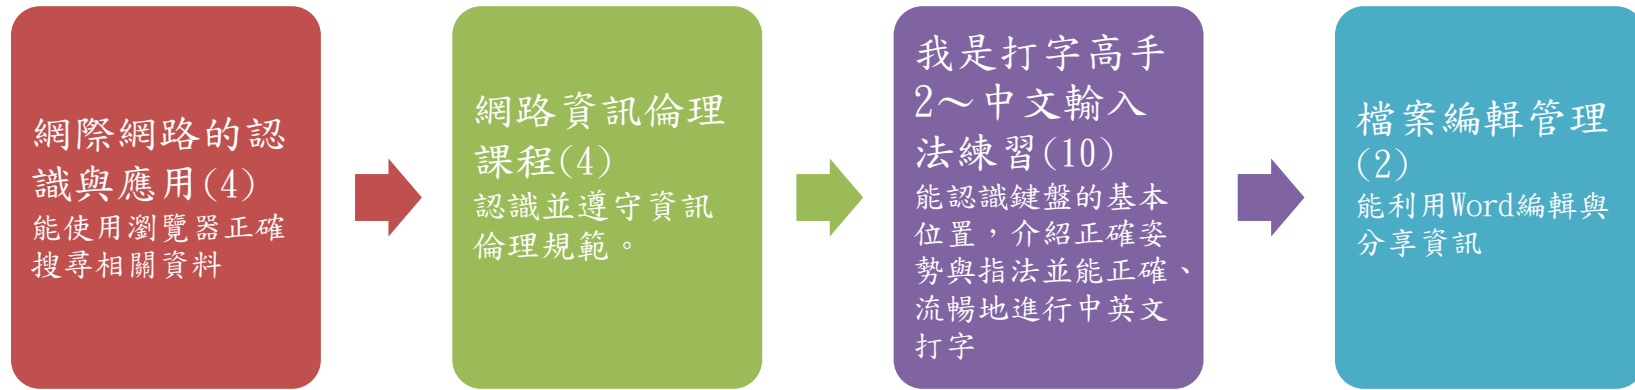 網際網路的認
識與應用(4)
能使用瀏覽器正確
搜尋相關資料
網路資訊倫理
課程(4)
認識並遵守資訊
倫理規範。
我是打字高手
2～中文輸入
法練習(10)
能認識鍵盤的基本
位置，介紹正確姿
勢與指法並能正確、
流暢地進行中英文
打字
檔案編輯管理
(2)
能利用Word編輯與
分享資訊